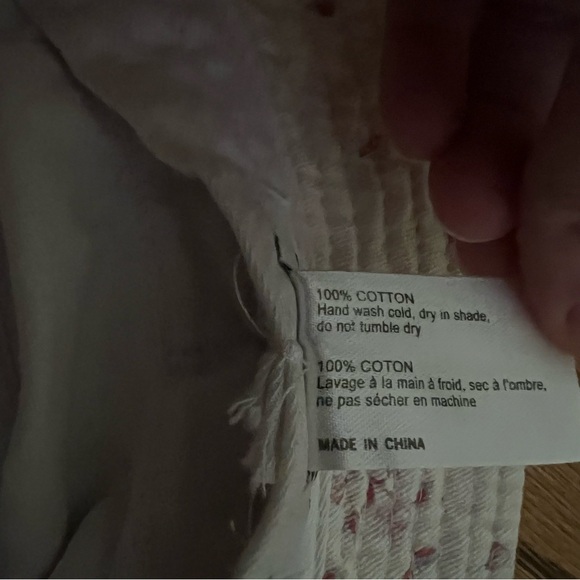 100% COTTON
Hand wash cold, dry in shade,
do not tumble dry
100% COTON
Lavage à la main à froid, sec à l'ombre,
ne pas sécher en machine
MADE IN CHINA